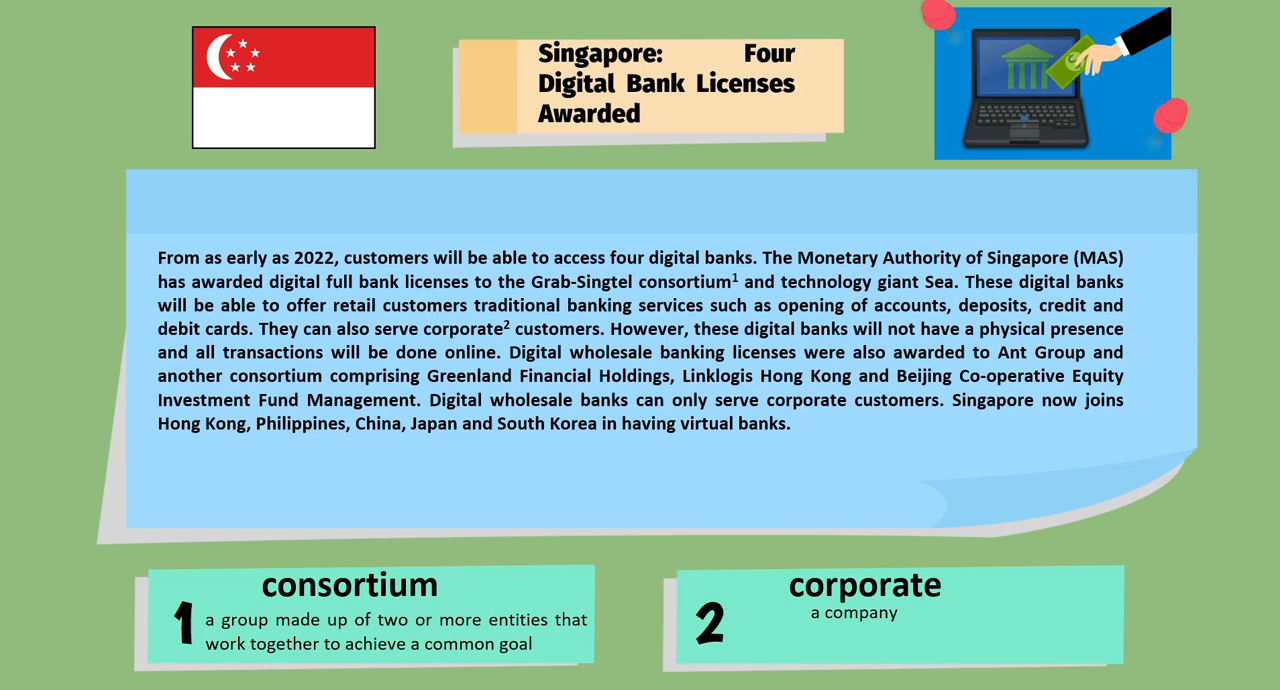 Singapore: Four
Digital Bank Licenses
Awarded
From as early as 2022, customers will be able to access four digital banks. The Monetary Authority of Singapore (MAS)
has awarded digital full bank licenses to the Grab-Singtel consortium¹ and technology giant Sea. These digital banks
will be able to offer retail customers traditional banking services such as opening of accounts, deposits, credit and
debit cards. They can also serve corporate² customers. However, these digital banks will not have a physical presence
and all transactions will be done online. Digital wholesale banking licenses were also awarded to Ant Group and
another consortium comprising Greenland Financial Holdings, Linklogis Hong Kong and Beijing Co-operative Equity
Investment Fund Management. Digital wholesale banks can only serve corporate customers. Singapore now joins
Hong Kong, Philippines, China, Japan and South Korea in having virtual banks.
1
consortium
a group made up of two or more entities that
work together to achieve a common goal
2
corporate
a company